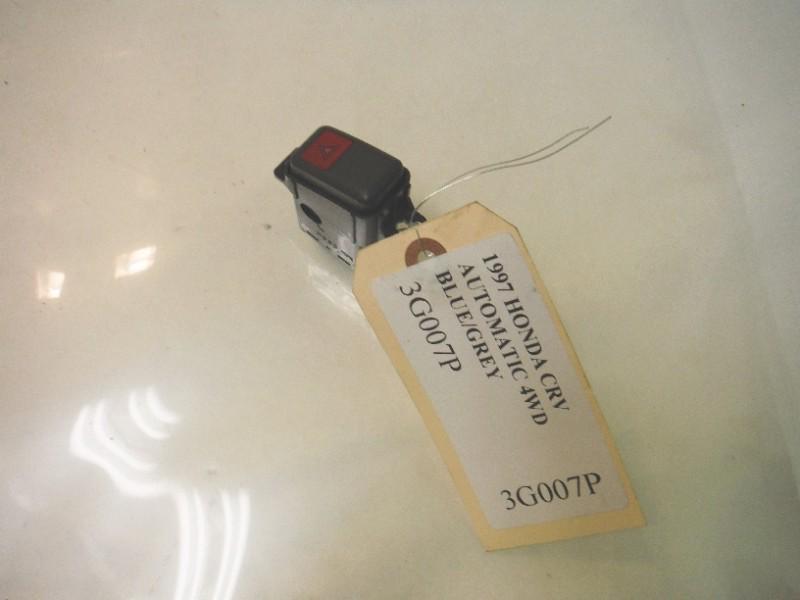 1997 HONDA CRV
AUTOMATIC 4WD
BLUE/GREY
3G007P
3G007P